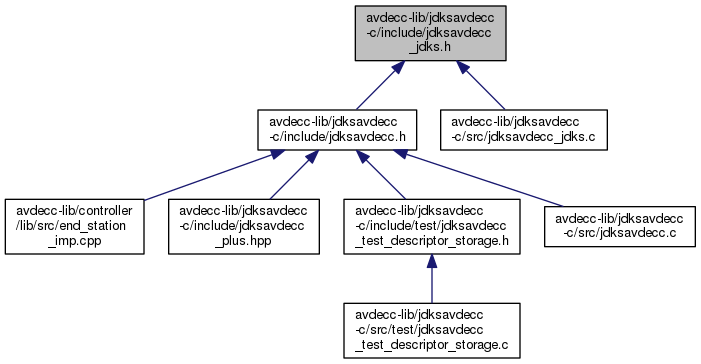 avdecc-lib/jdksavdecc
-c/include/jdksavdecc
_jdks.h
avdecc-lib/jdksavdecc
-c/include/jdksavdecc.h
avdecc-lib/jdksavdecc
-c/src/jdksavdecc_jdks.c
avdecc-lib/controller
/lib/src/end_station
_imp.cpp
avdecc-lib/jdksavdecc
-c/include/jdksavdecc
_plus.hpp
avdecc-lib/jdksavdecc
-c/include/test/jdksavdecc
_test_descriptor_storage.h
avdecc-lib/jdksavdecc
-c/src/jdksavdecc.c
avdecc-lib/jdksavdecc
-c/src/test/jdksavdecc
_test_descriptor_storage.c